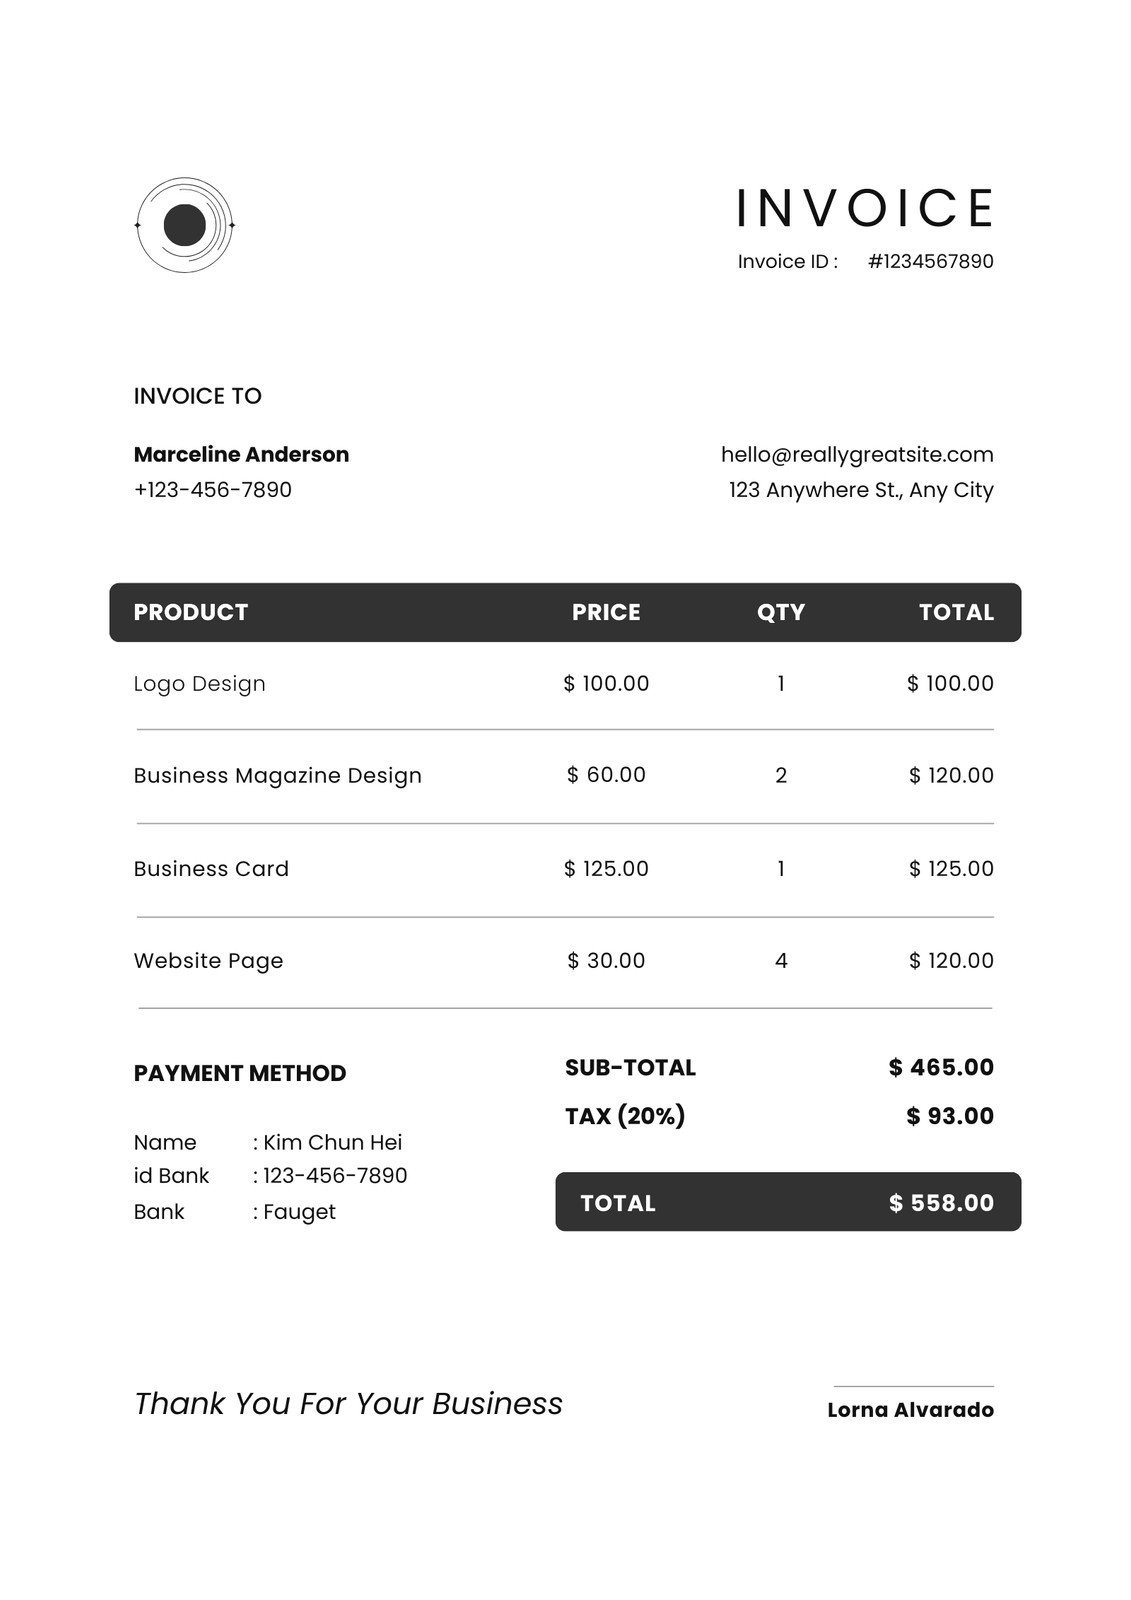 INVOICE
Invoice ID : #1234567890
INVOICE TO
Marceline Anderson hello@reallygreatsite.com
+123-456-7890 123 Anywhere St., Any City
PRODUCT PRICE QTY TOTAL
Logo Design $ 100.00 1 $ 100.00
Business Magazine Design $ 60.00 2 $ 120.00
Business Card $ 125.00 1 $ 125.00
Website Page $ 30.00 4 $ 120.00
SUB-TOTAL $ 465.00
PAYMENT METHOD
TAX (20%) $ 93.00
Name : Kim Chun Hei
id Bank : 123-456-7890
Bank : Fauget
TOTAL $ 558.00
Thank You For Your Business
Lorna Alvarado